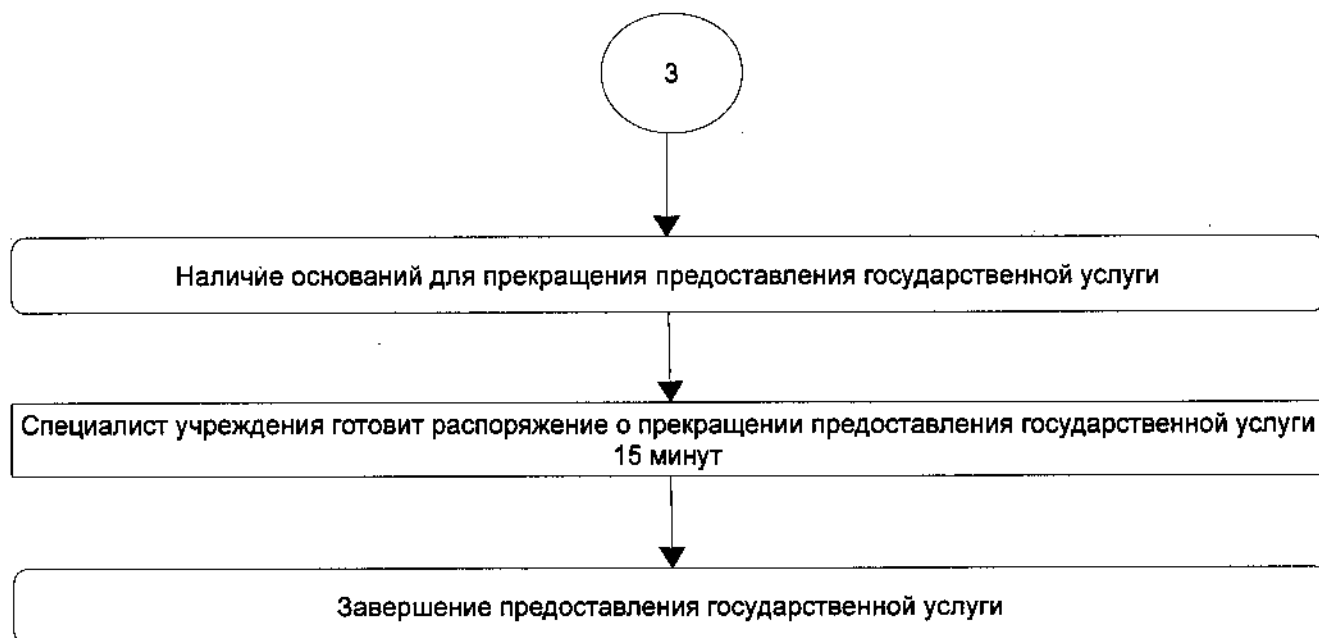 3
Наличие оснований для прекращения предоставления государственной услуги
Специалист учреждения готовит распоряжение о прекращении предоставления государственной услуги
15 минут
Завершение предоставления государственной услуги